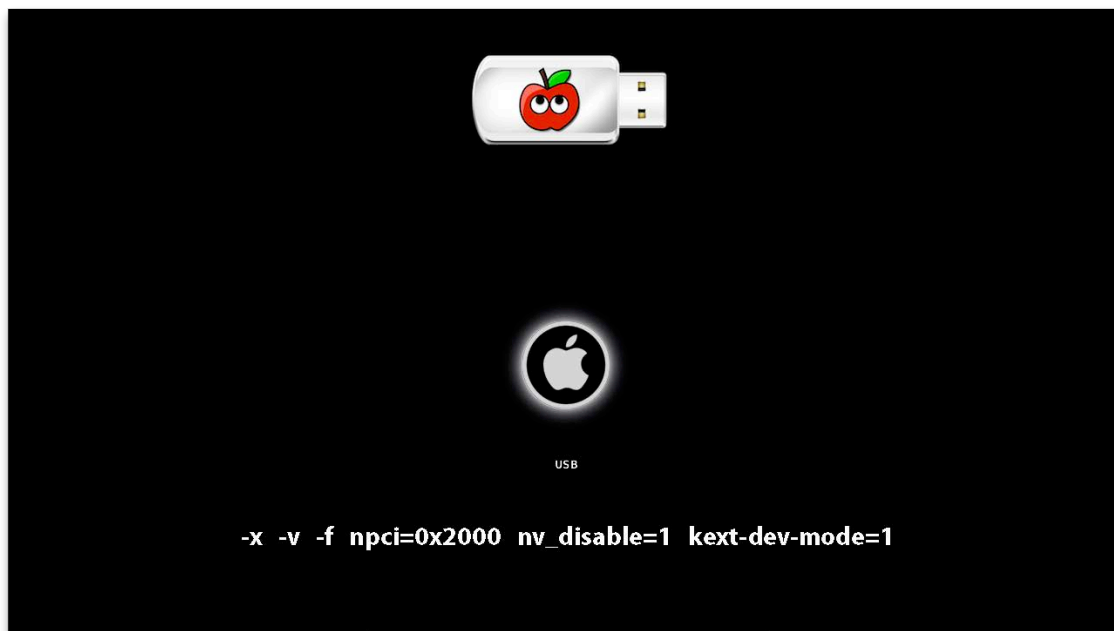 USB
-x -v -f npci=0x2000 nv_disable=1 kext-dev-mode=1